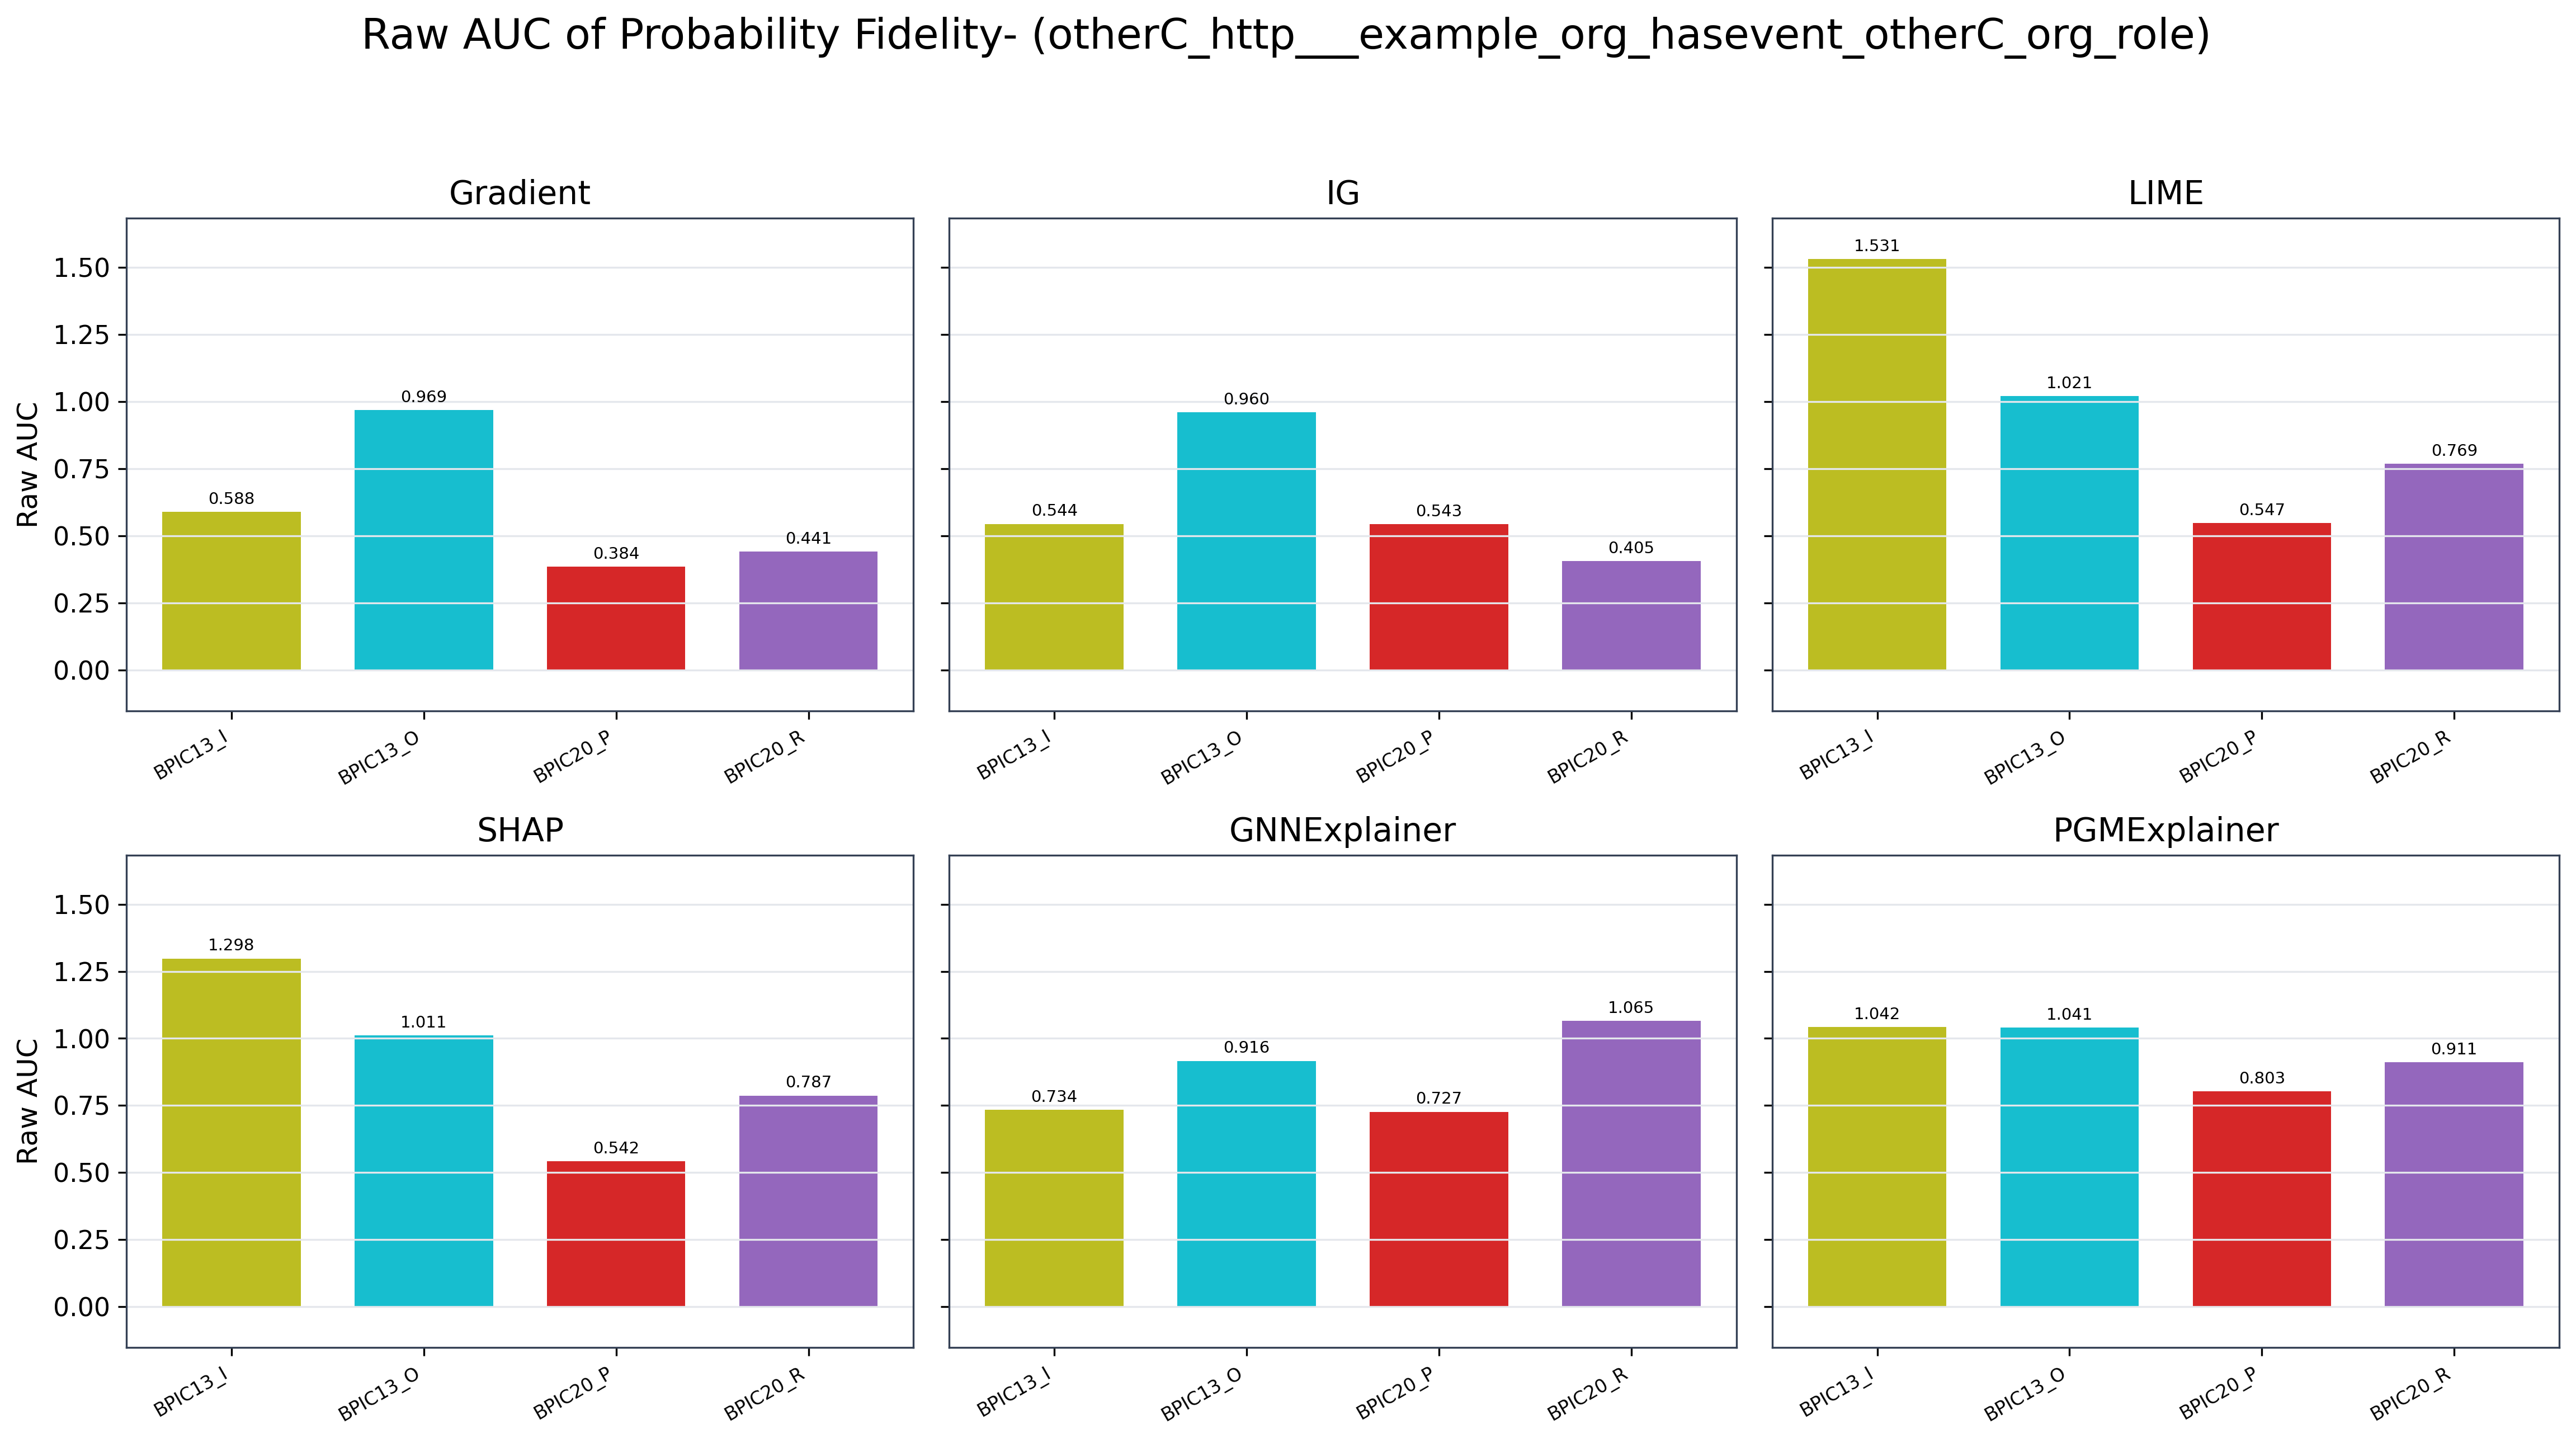 Raw AUC of Probability Fidelity- (otherC_http___example_org_hasevent_otherC_org_role)
Gradient
IG
LIME
Raw AUC
1.50
1.25
1.00
0.75
0.50
0.25
0.00
0.588
0.969
0.384
0.441
0.544
0.960
0.543
0.405
1.531
1.021
0.547
0.769
BPIC13_I
BPIC13_O
BPIC20_P
BPIC20_R
BPIC13_I
BPIC13_O
BPIC20_P
BPIC20_R
BPIC13_I
BPIC13_O
BPIC20_P
BPIC20_R
SHAP
GNNExplainer
PGMExplainer
Raw AUC
1.50
1.25
1.00
0.75
0.50
0.25
0.00
1.298
1.011
0.542
0.787
0.734
0.916
0.727
1.065
1.042
1.041
0.803
0.911
BPIC13_I
BPIC13_O
BPIC20_P
BPIC20_R
BPIC13_I
BPIC13_O
BPIC20_P
BPIC20_R
BPIC13_I
BPIC13_O
BPIC20_P
BPIC20_R